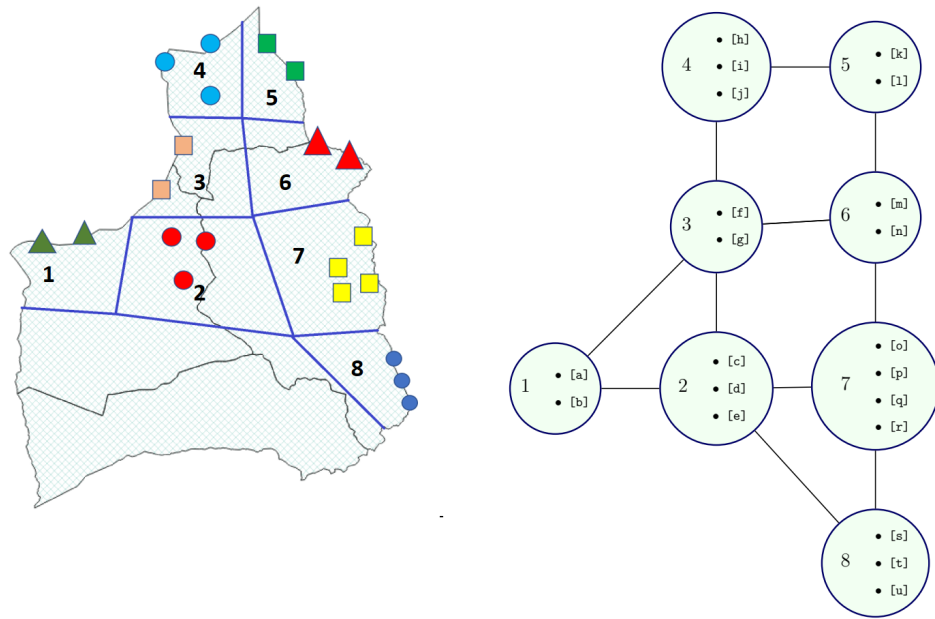 4
5
3
6
1
2
7
8
4
[h]
[i]
[j]
5
[k]
[l]
3
[f]
[g]
6
[m]
[n]
1
[a]
[b]
2
[c]
[d]
[e]
7
[o]
[p]
[q]
[r]
8
[s]
[t]
[u]
-